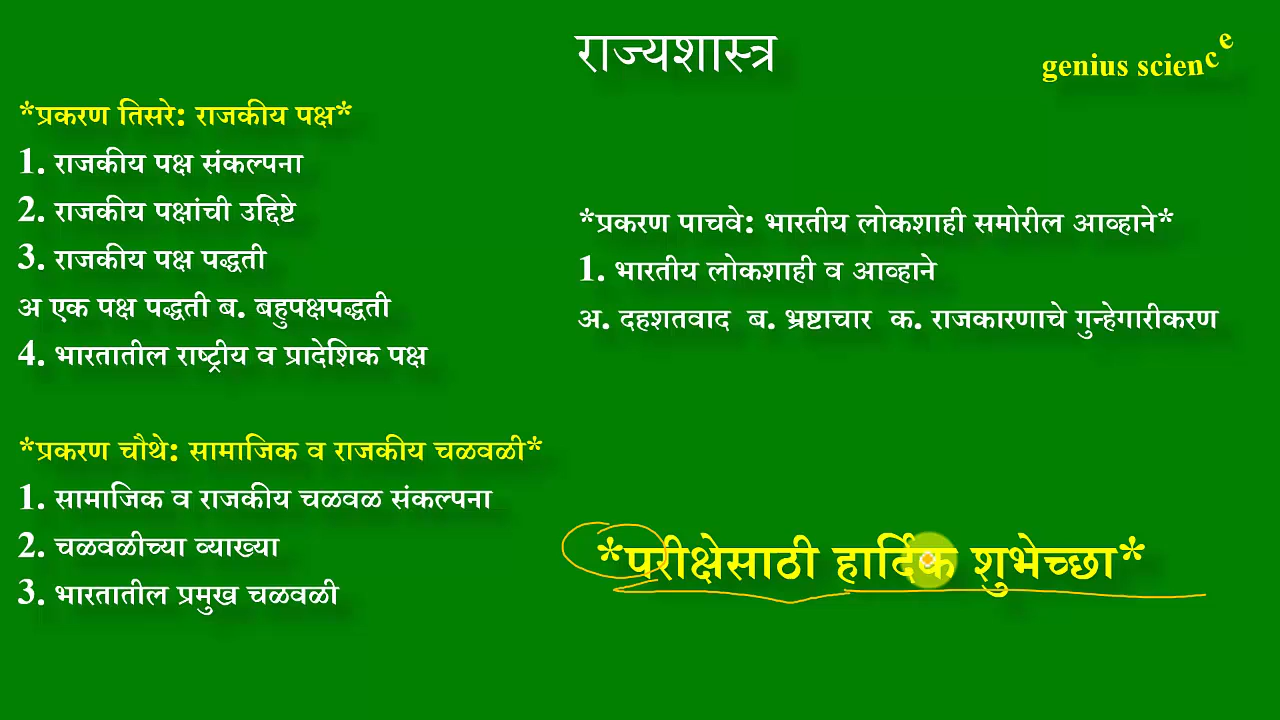 राज्यशास्त्र
genius science
*प्रकरण तिसरे: राजकीय पक्ष*
1. राजकीय पक्ष संकल्पना
2. राजकीय पक्षांची उद्दिष्टे
3. राजकीय पक्ष पद्धती
अ एक पक्ष पद्धती ब. बहुपक्षपद्धती
4. भारतातील राष्ट्रीय व प्रादेशिक पक्ष
*प्रकरण चौथे: सामाजिक व राजकीय चळवळी*
1. सामाजिक व राजकीय चळवळ संकल्पना
2. चळवळीच्या व्याख्या
3. भारतातील प्रमुख चळवळी
*प्रकरण पाचवे: भारतीय लोकशाही समोरील आव्हाने*
1. भारतीय लोकशाही व आव्हाने
अ. दहशतवाद ब. भ्रष्टाचार क. राजकारणाचे गुन्हेगारीकरण
*परीक्षेसाठी हार्दिक शुभेच्छा*